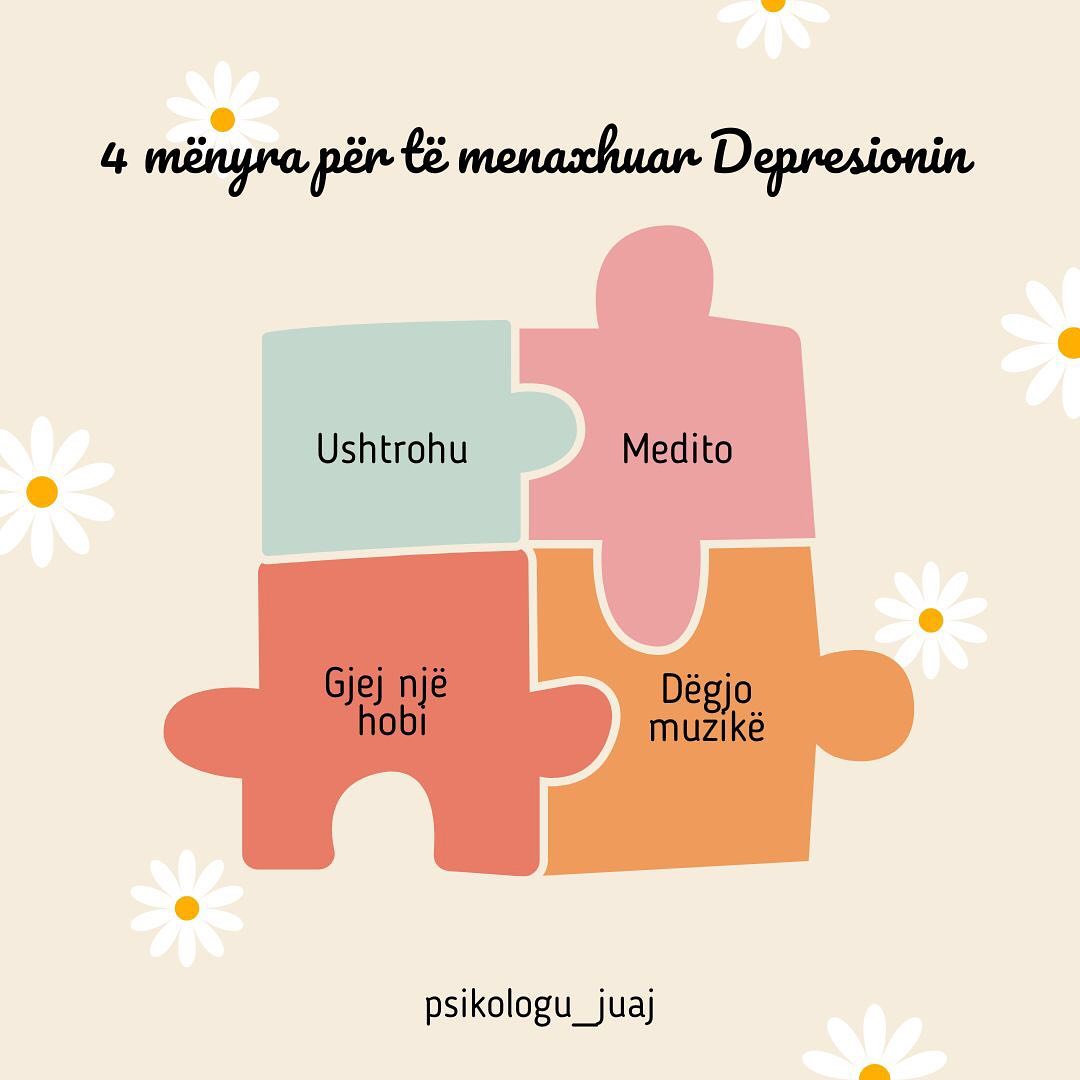 4 mënyra për të menaxhuar Depresionin
Ushtrohu
Medito
Gjej një
hobi
Dëgjo
muzikë
psikologu_juaj